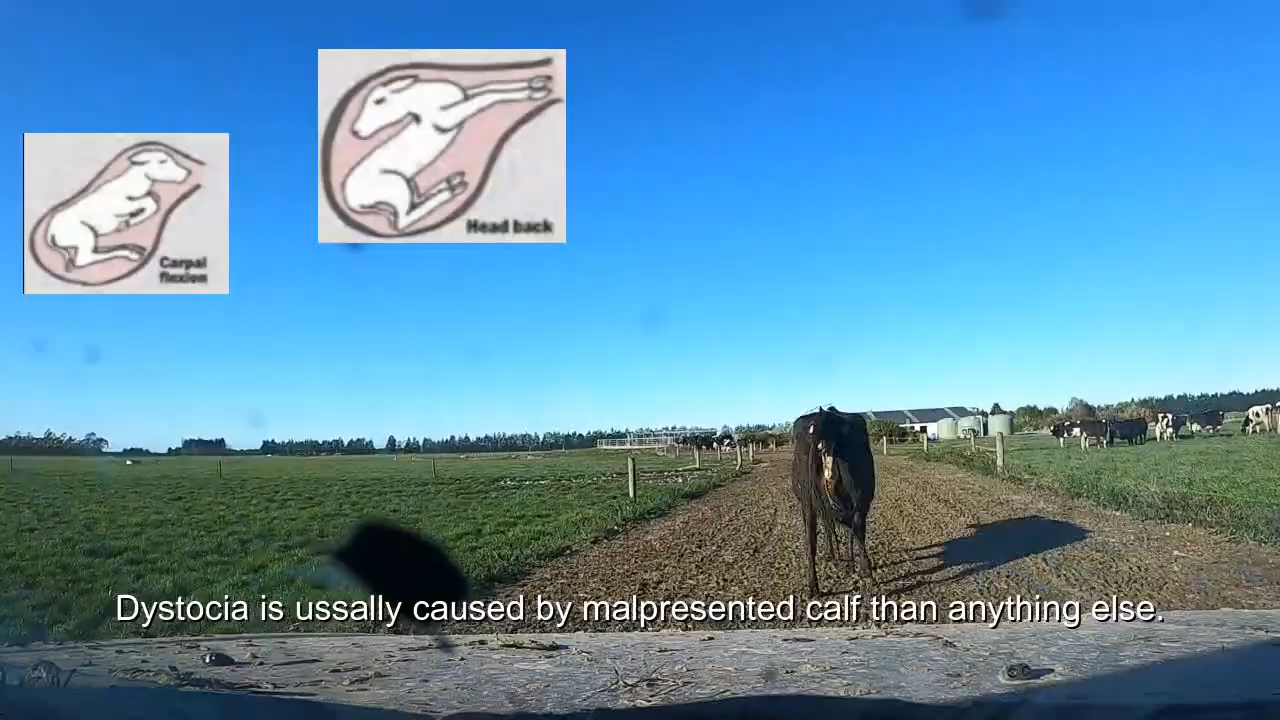 Head back
Carpal
flexion
Dystocia is ussally caused by malpresented calf than anything else.